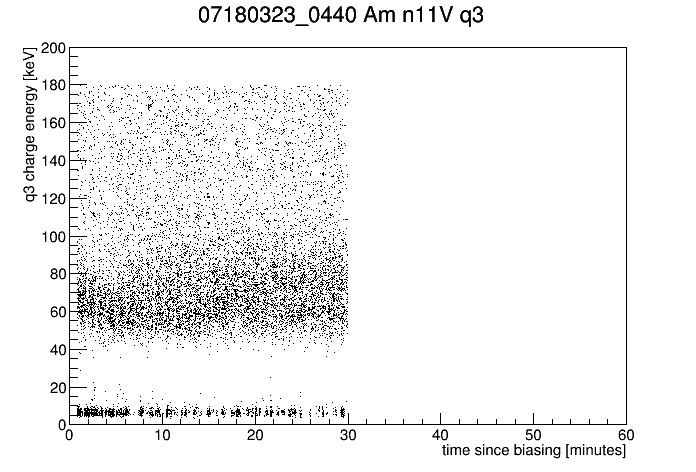 07180323_0440 Am n11V q3
q3 charge energy [keV]
200
180
160
140
120
100
80
60
40
20
0
0 10 20 30 40 50 60
time since biasing [minutes]